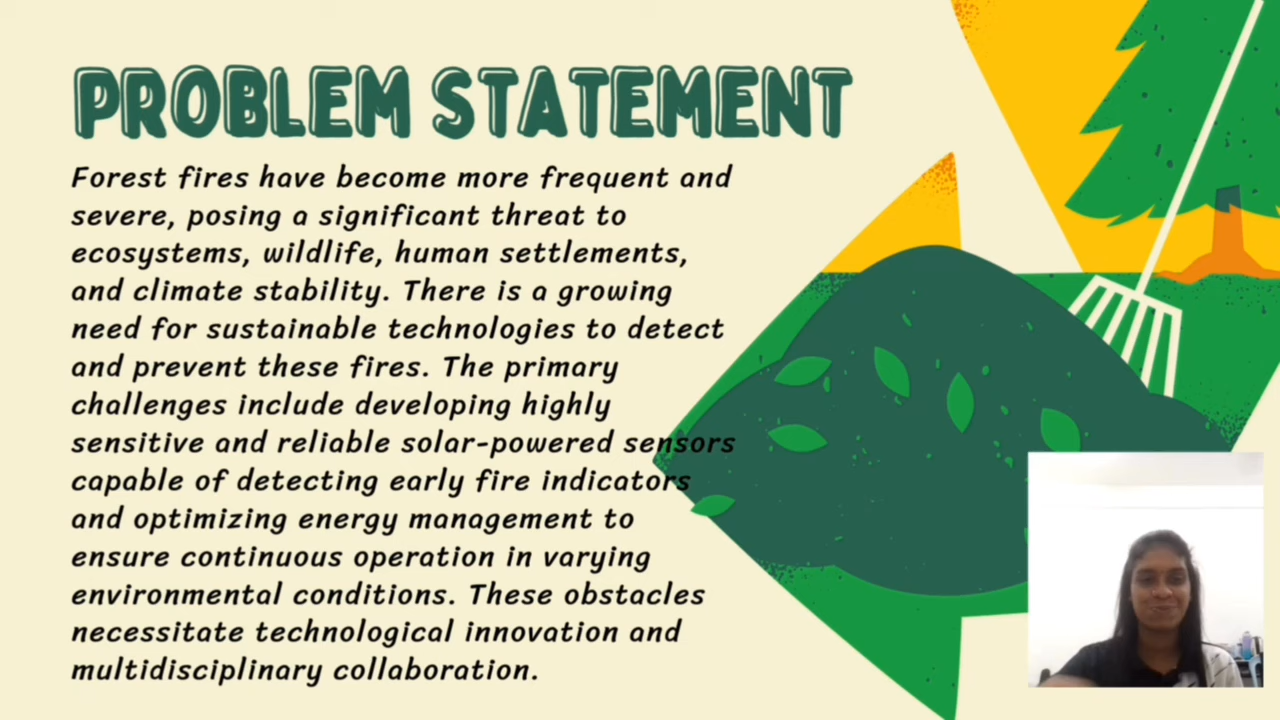 PROBLEM STATEMENT
Forest fires have become more frequent and
severe, posing a significant threat to
ecosystems, wildlife, human settlements,
and climate stability. There is a growing
need for sustainable technologies to detect
and prevent these fires. The primary
challenges include developing highly
sensitive and reliable solar-powered sensors
capable of detecting early fire indicators
and optimizing energy management to
ensure continuous operation in varying
environmental conditions. These obstacles
necessitate technological innovation and
multidisciplinary collaboration.